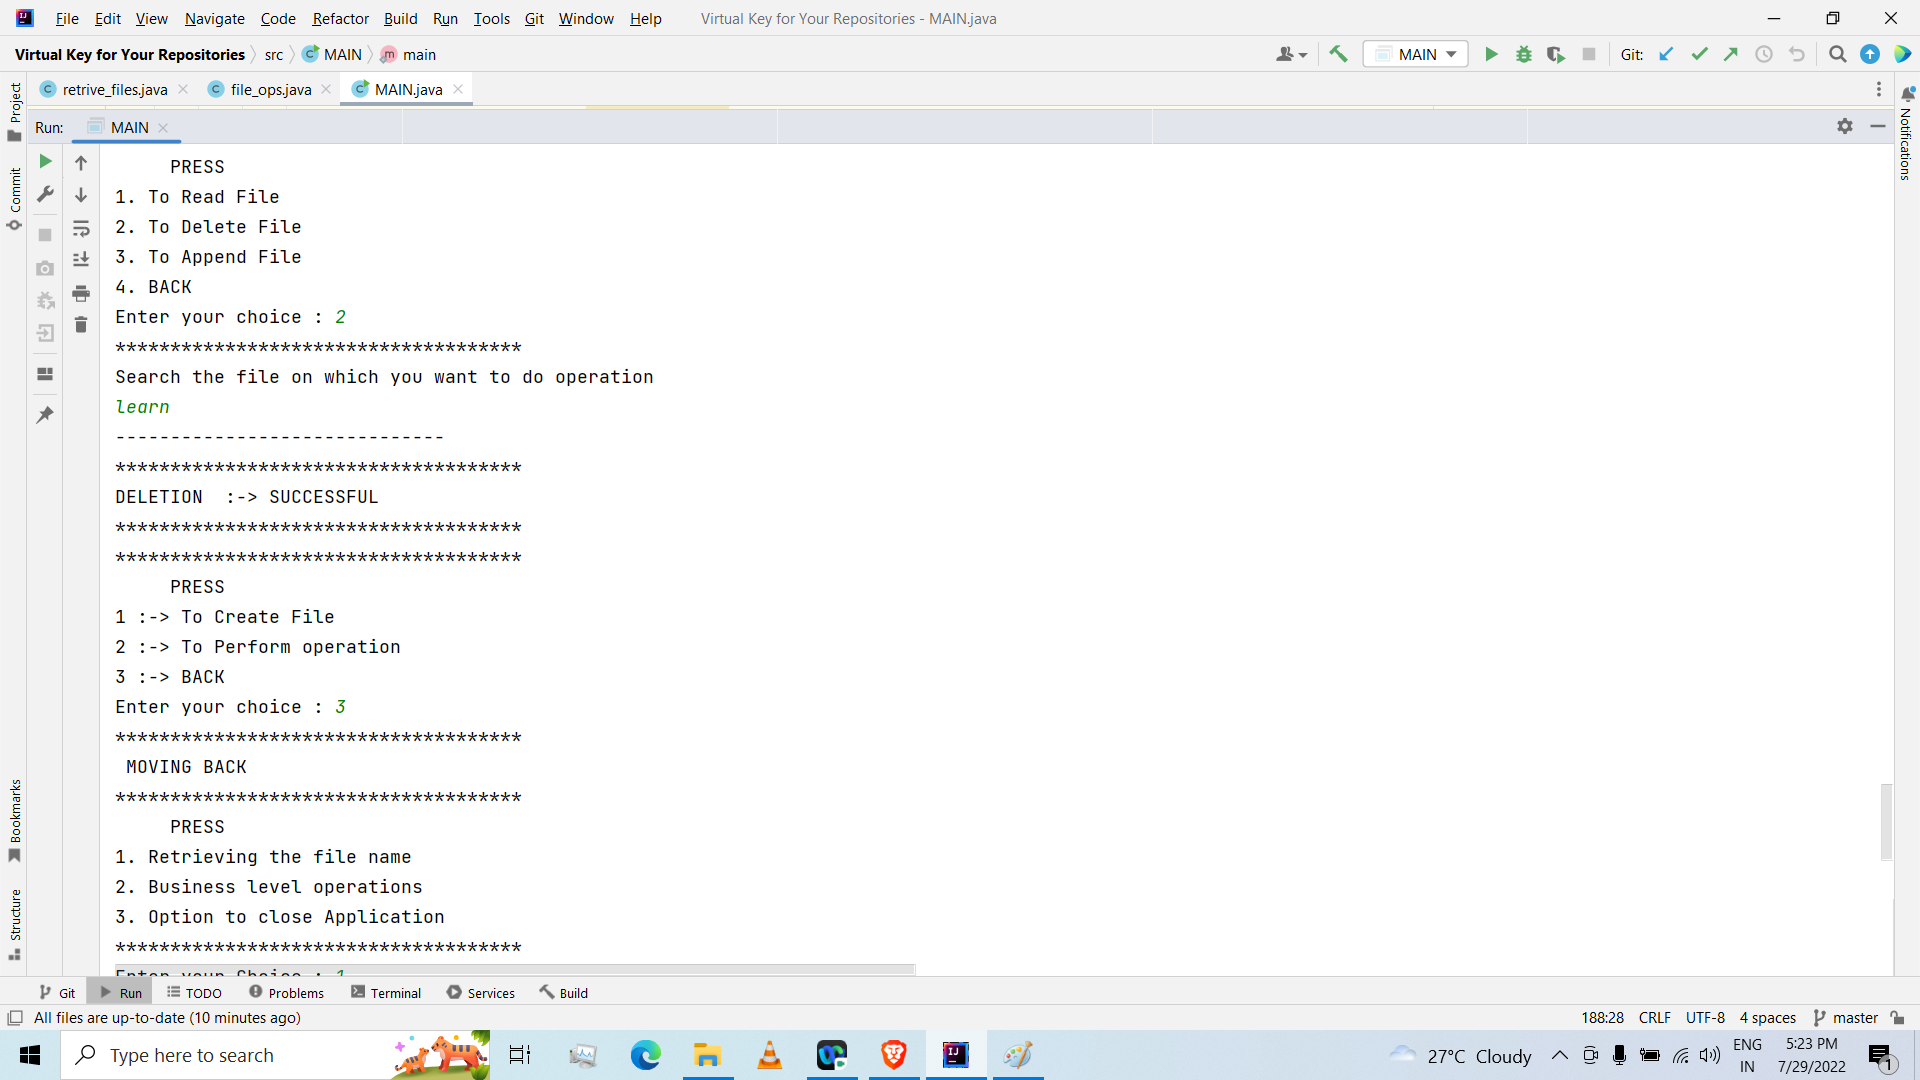 File Edit View Navigate Code Refactor Build Run Tools Git Window Help Virtual Key for Your Repositories - MAIN.java
Virtual Key for Your Repositories src MAIN main MAIN Git:
retrive_files.java file_ops.java MAIN.java
Run: MAIN
Project
Commit
Bookmarks
Structure
Notifications
PRESS
1. To Read File
2. To Delete File
3. To Append File
4. BACK
Enter your choice : 2
*************************************
Search the file on which you want to do operation
learn
------------------------------
*************************************
DELETION  :-> SUCCESSFUL
*************************************
*************************************
PRESS
1 :-> To Create File
2 :-> To Perform operation
3 :-> BACK
Enter your choice : 3
*************************************
MOVING BACK
*************************************
PRESS
1. Retrieving the file name
2. Business level operations
3. Option to close Application
*************************************
Enter your Choice : 1
Git Run TODO Problems Terminal Services Build
All files are up-to-date (10 minutes ago) 188:28 CRLF UTF-8 4 spaces master
Type here to search 27°C Cloudy ENG IN 5:23 PM 7/29/2022 1